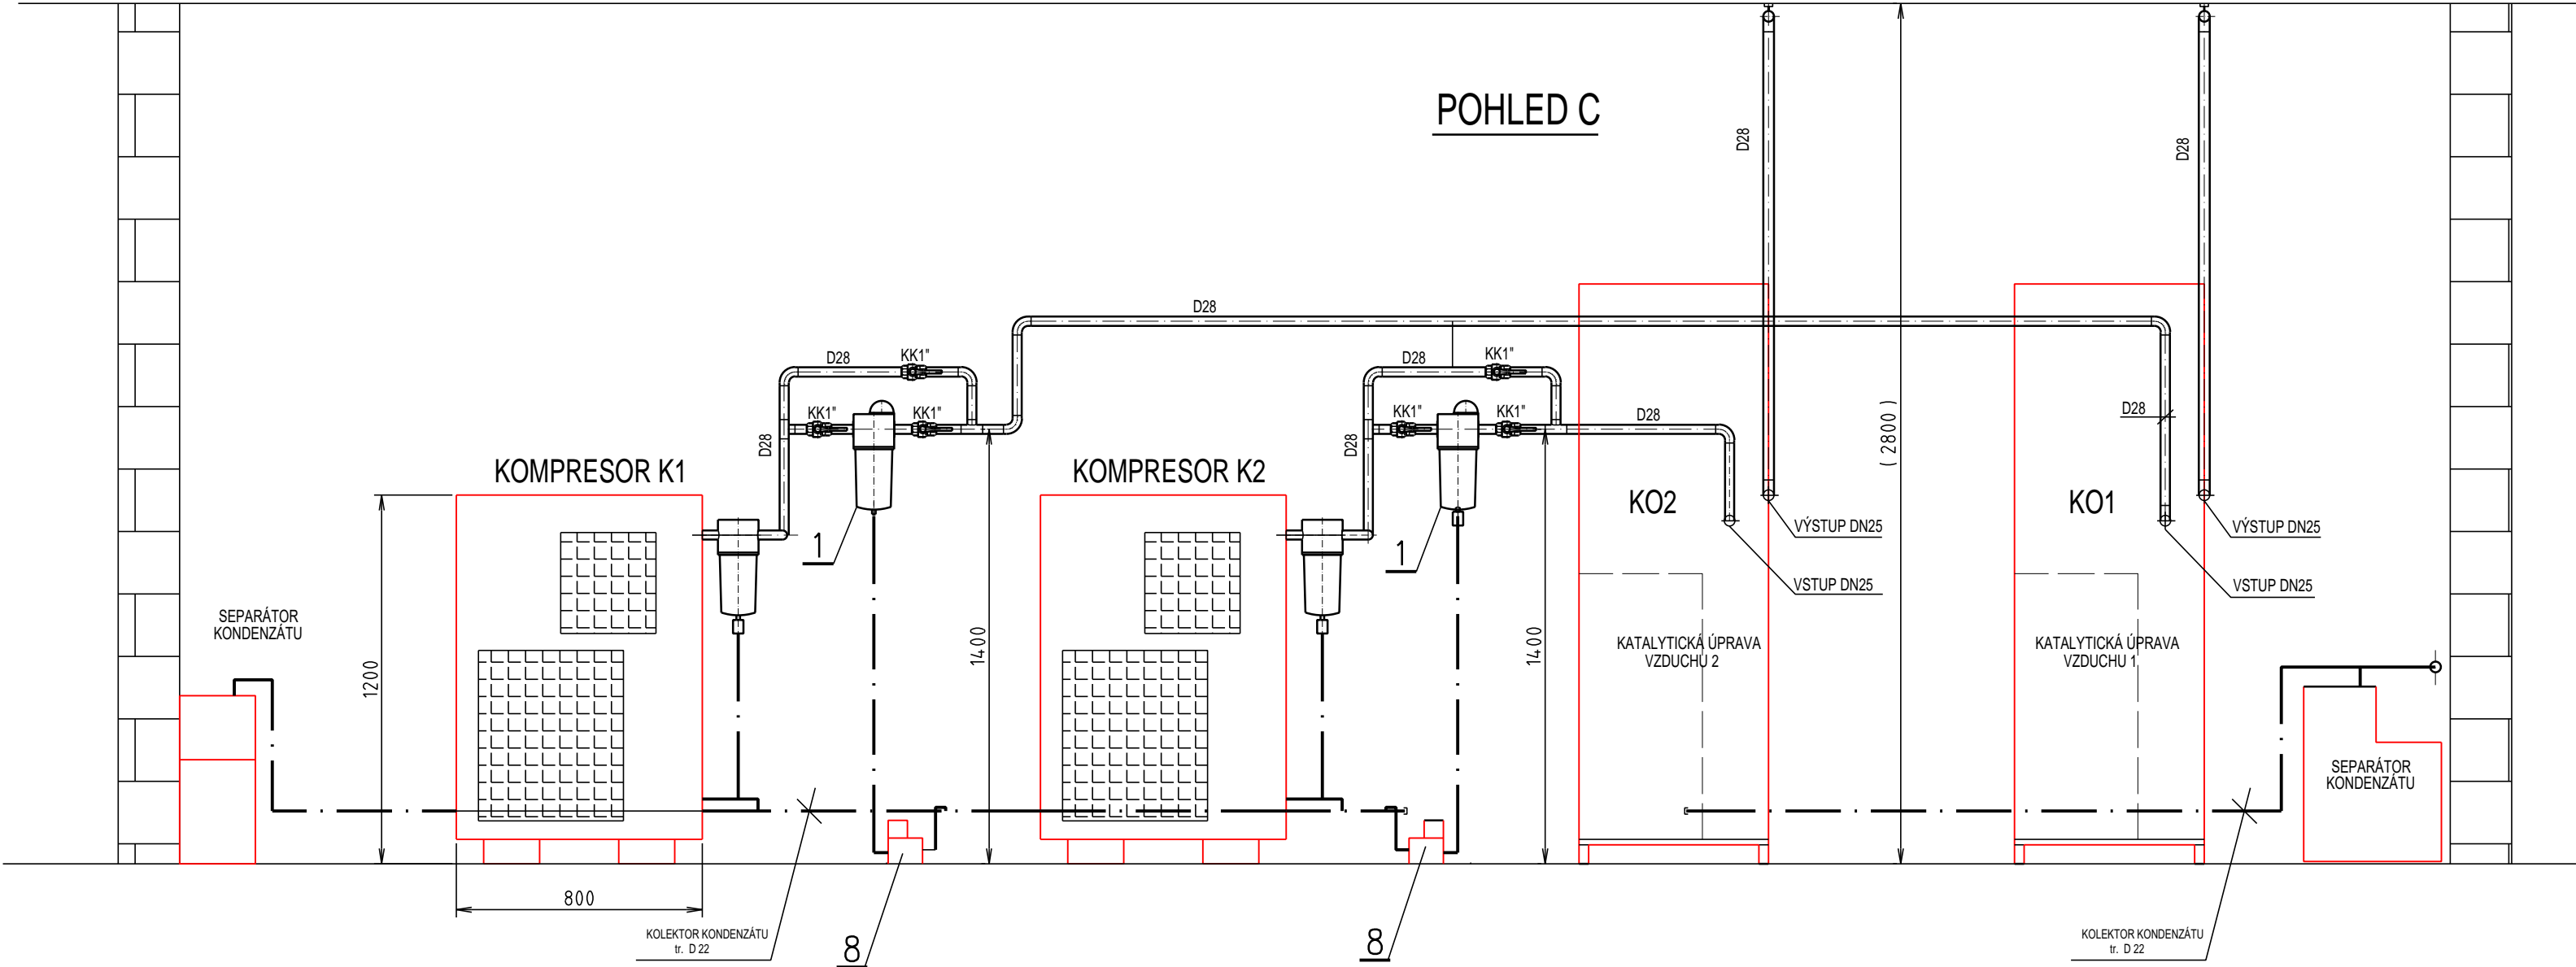 POHLED C
D28
D28
D28
D28
KK1"
D28
KK1"
KK1"
KK1"
KK1"
KK1"
D28
D28
D28
D28
( 2800 )
KOMPRESOR K1
KOMPRESOR K2
KO2
KO1
VÝSTUP DN25
VÝSTUP DN25
1
1
VSTUP DN25
VSTUP DN25
SEPARÁTOR
KONDENZÁTU
1200
1400
1400
KATALYTICKÁ ÚPRAVA
VZDUCHU 2
KATALYTICKÁ ÚPRAVA
VZDUCHU 1
SEPARÁTOR
KONDENZÁTU
800
KOLEKTOR KONDENZÁTU
tr. D 22
8
8
KOLEKTOR KONDENZÁTU
tr. D 22